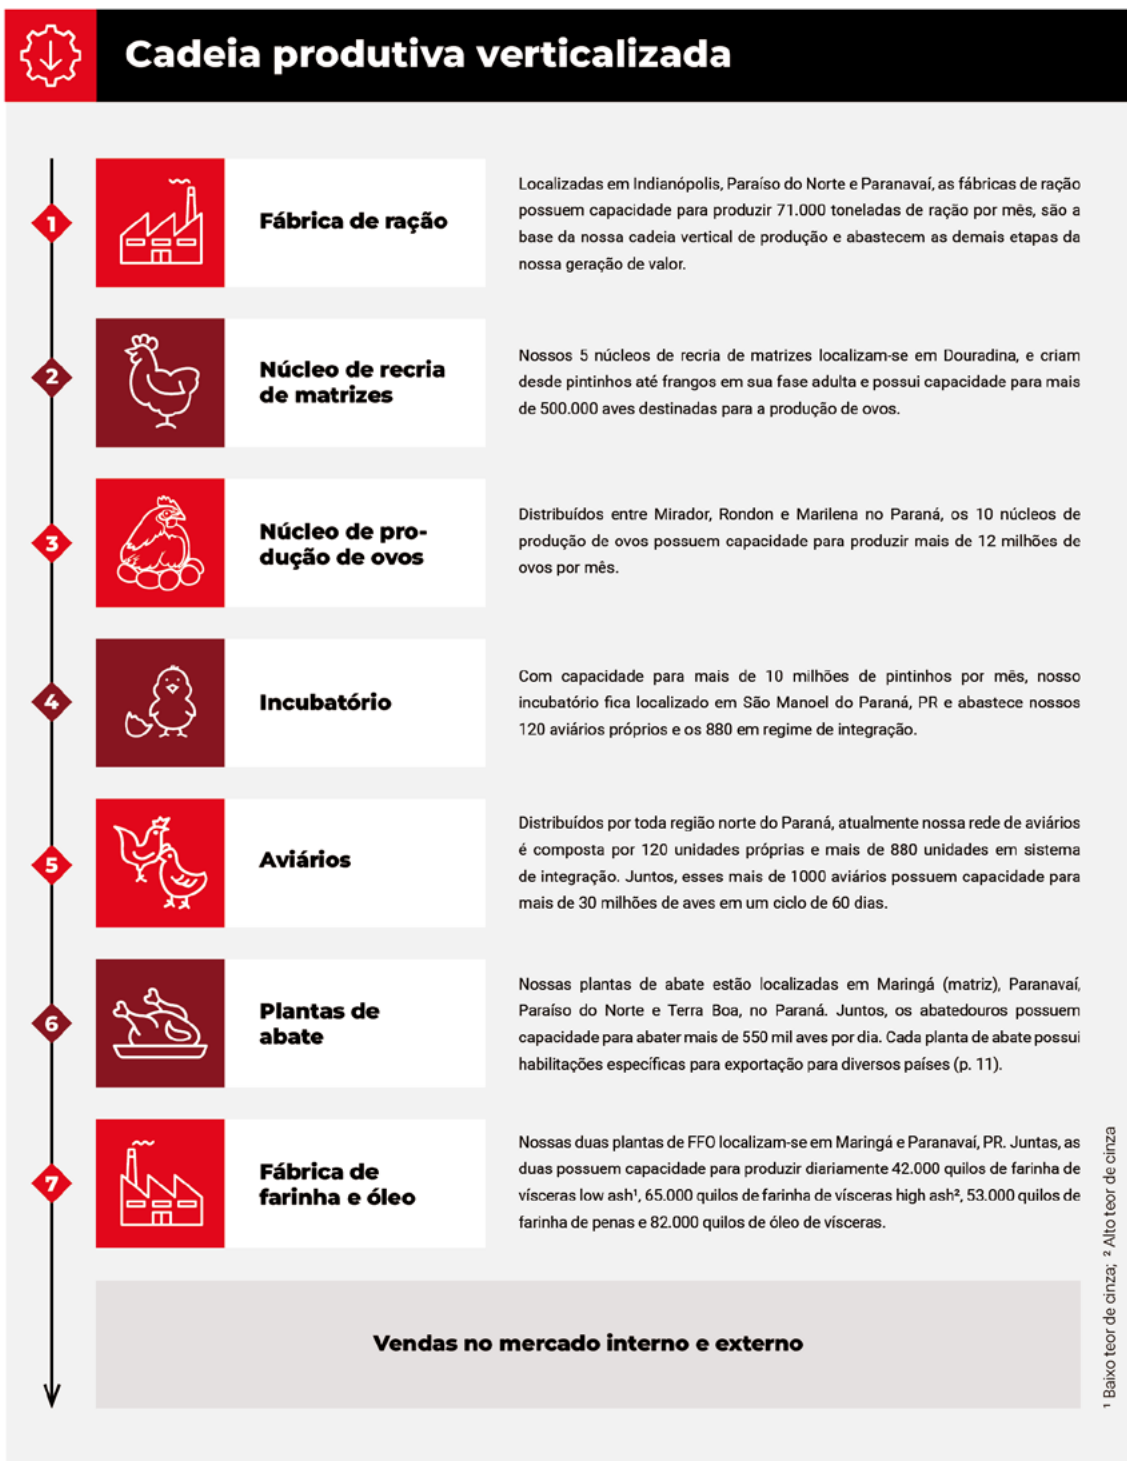 Cadeia produtiva verticalizada
1
Fábrica de ração
Localizadas em Indianópolis, Paraíso do Norte e Paranavaí, as fábricas de ração
possuem capacidade para produzir 71.000 toneladas de ração por mês, são a
base da nossa cadeia vertical de produção e abastecem as demais etapas da
nossa geração de valor.
2
Núcleo de recria
de matrizes
Nossos 5 núcleos de recria de matrizes localizam-se em Douradina, e criam
desde pintinhos até frangos em sua fase adulta e possui capacidade para mais
de 500.000 aves destinadas para a produção de ovos.
3
Núcleo de pro-
dução de ovos
Distribuídos entre Mirador, Rondon e Marilena no Paraná, os 10 núcleos de
produção de ovos possuem capacidade para produzir mais de 12 milhões de
ovos por mês.
4
Incubatório
Com capacidade para mais de 10 milhões de pintinhos por mês, nosso
incubatório fica localizado em São Manoel do Paraná, PR e abastece nossos
120 aviários próprios e os 880 em regime de integração.
5
Aviários
Distribuídos por toda região norte do Paraná, atualmente nossa rede de aviários
é composta por 120 unidades próprias e mais de 880 unidades em sistema
de integração. Juntos, esses mais de 1000 aviários possuem capacidade para
mais de 30 milhões de aves em um ciclo de 60 dias.
6
Plantas de
abate
Nossas plantas de abate estão localizadas em Maringá (matriz), Paranavaí,
Paraíso do Norte e Terra Boa, no Paraná. Juntos, os abatedouros possuem
capacidade para abater mais de 550 mil aves por dia. Cada planta de abate possui
habilitações específicas para exportação para diversos países (p. 11).
7
Fábrica de
farinha e óleo
Nossas duas plantas de FFO localizam-se em Maringá e Paranavaí, PR. Juntas, as
duas possuem capacidade para produzir diariamente 42.000 quilos de farinha de
vísceras low ash¹, 65.000 quilos de farinha de vísceras high ash², 53.000 quilos de
farinha de penas e 82.000 quilos de óleo de vísceras.
Vendas no mercado interno e externo
¹ Baixo teor de cinza; ² Alto teor de cinza